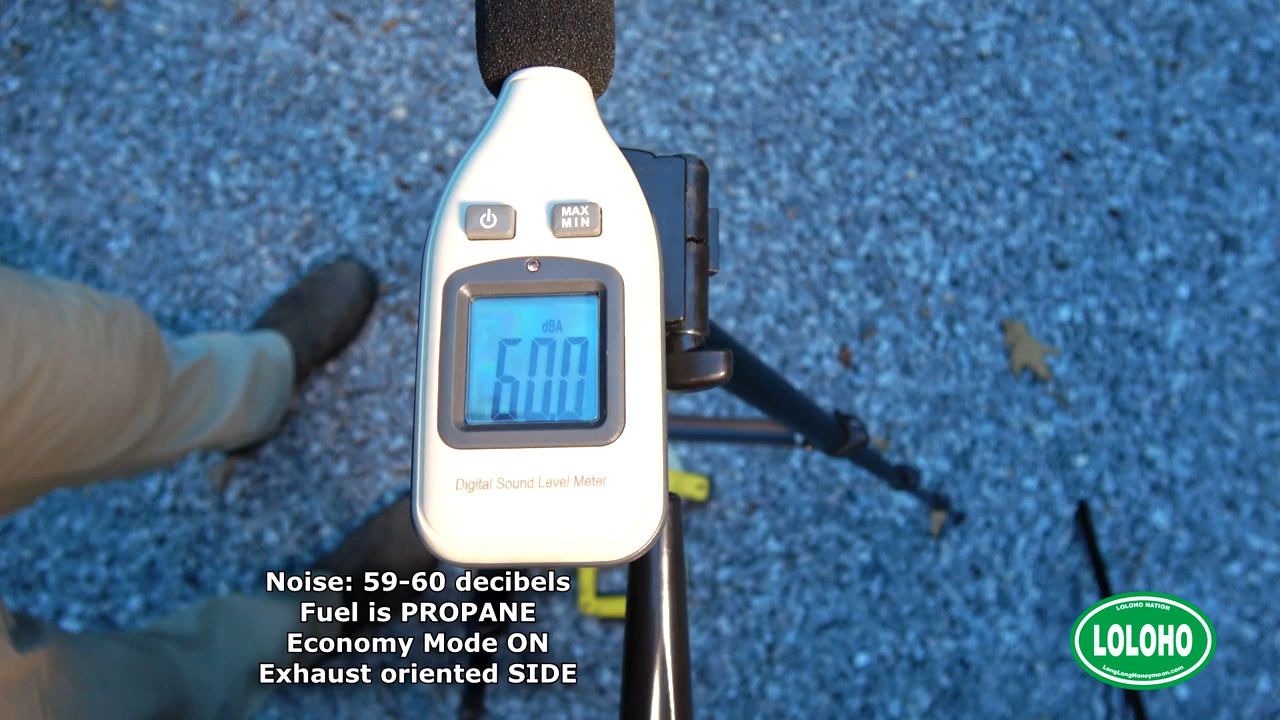 MAX
MIN
dBA
60.0
Digital Sound Level Meter
Noise: 59-60 decibels
Fuel is PROPANE
Economy Mode ON
Exhaust oriented SIDE
LOLOHO NATION
LOLOHO
LongLongHoneymoon.com